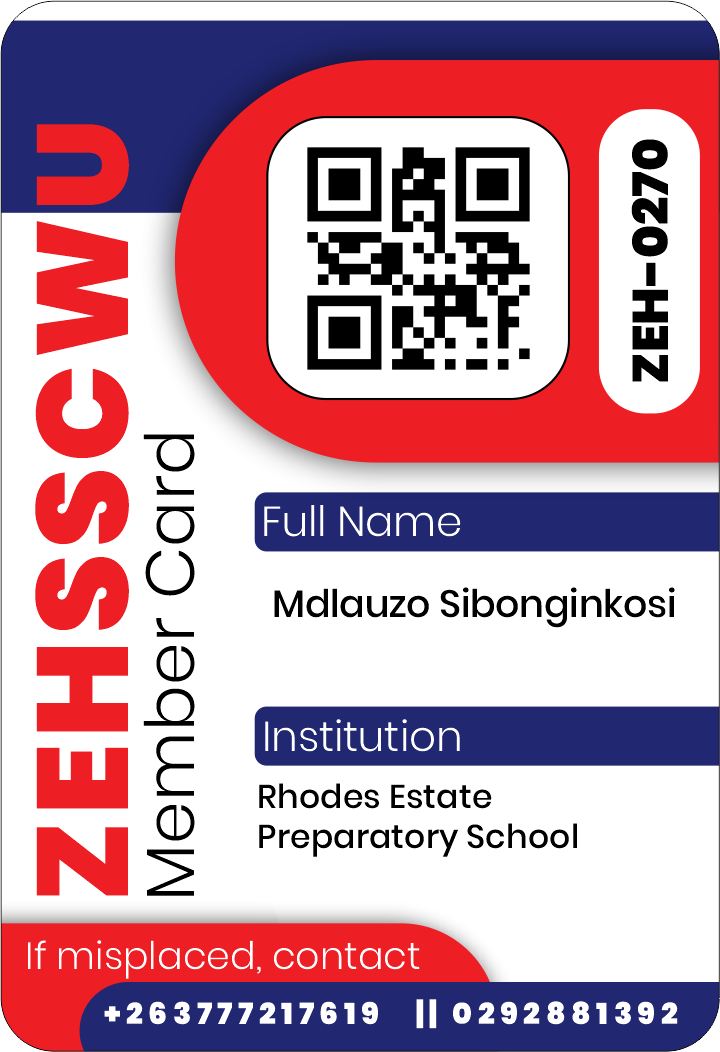 ZEHSSCWU
Member Card
ZEH-0270
Full Name
Mdlauzo Sibonginkosi
Institution
Rhodes Estate
Preparatory School
If misplaced, contact
+263777217619 || 0292881392